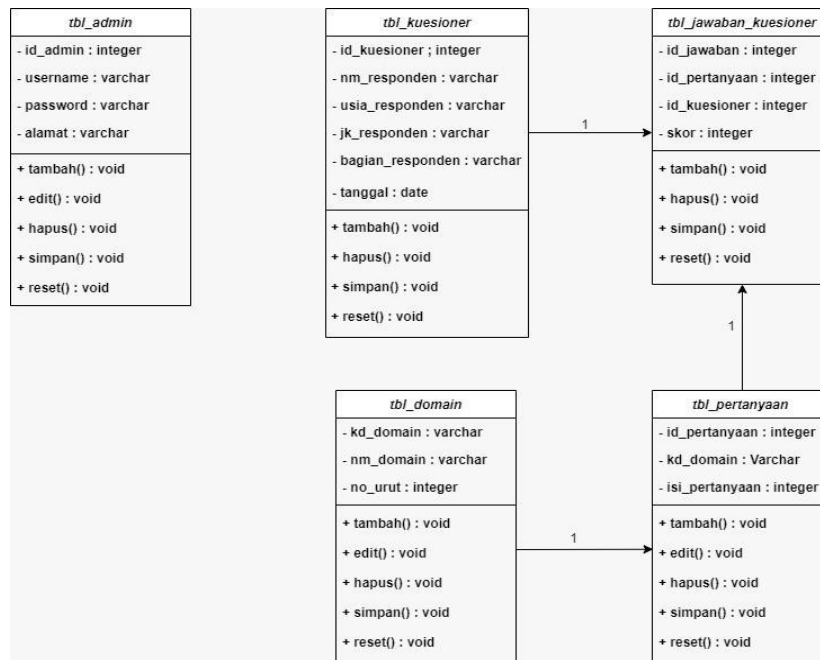 tbl_admin
- id_admin : integer
- username : varchar
- password : varchar
- alamat : varchar
+ tambah() : void
+ edit() : void
+ hapus() : void
+ simpan() : void
+ reset() : void
tbl_kuesioner
- id_kuesioner ; integer
- nm_responden : varchar
- usia_responden : varchar
- jk_responden : varchar
- bagian_responden : varchar
- tanggal : date
+ tambah() : void
+ hapus() : void
+ simpan() : void
+ reset() : void
1
tbl_jawaban_kuesioner
- id_jawaban : integer
- id_pertanyaan : integer
- id_kuesioner : integer
- skor : integer
+ tambah() : void
+ hapus() : void
+ simpan() : void
+ reset() : void
1
tbl_domain
- kd_domain : varchar
- nm_domain : varchar
- no_urut : integer
+ tambah() : void
+ edit() : void
+ hapus() : void
+ simpan() : void
+ reset() : void
1
tbl_pertanyaan
- id_pertanyaan : integer
- kd_domain : Varchar
- isi_pertanyaan : integer
+ tambah() : void
+ edit() : void
+ hapus() : void
+ simpan() : void
+ reset() : void